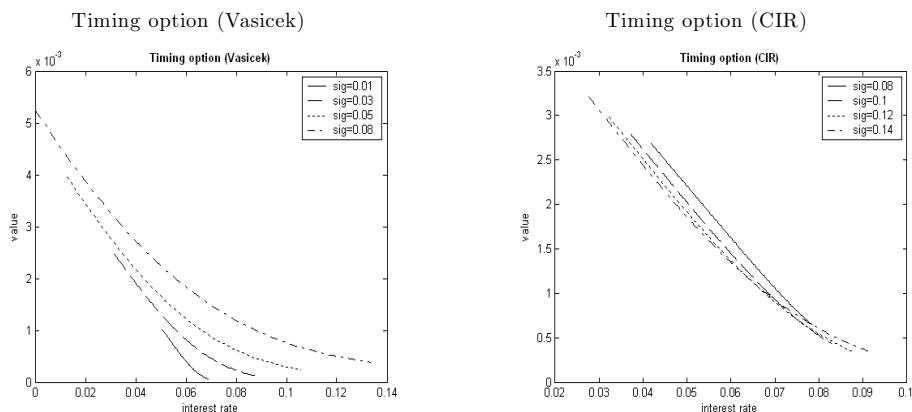 Timing option (Vasicek)
Timing option (CIR)
Timing option (Vasicek)
x 10⁻³
6
5
4
3
2
1
0
value
0 0.02 0.04 0.06 0.08 0.1 0.12 0.14
interest rate
sig=0.01
sig=0.03
sig=0.05
sig=0.08
Timing option (CIR)
x 10⁻³
3.5
3
2.5
2
1.5
1
0.5
0
value
0.02 0.03 0.04 0.05 0.06 0.07 0.08 0.09 0.1
interest rate
sig=0.08
sig=0.1
sig=0.12
sig=0.14